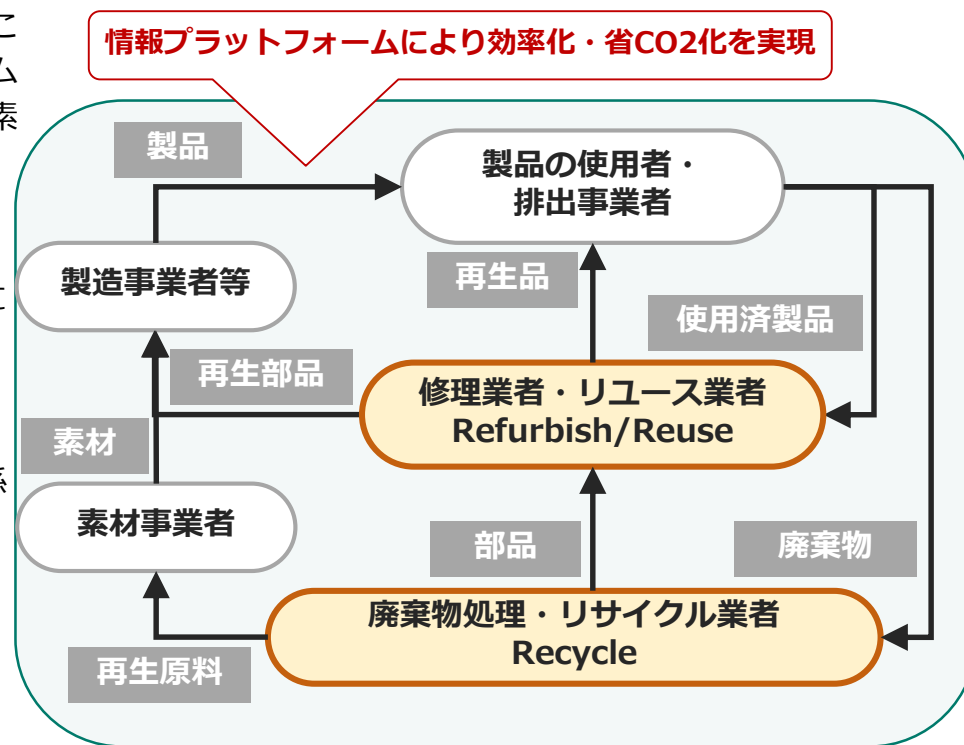 こ
ム
素
に
係
情報プラットフォームにより効率化・省CO2化を実現
製品
製品の使用者・
排出事業者
製造事業者等
再生品
使用済製品
再生部品
修理業者・リユース業者
Refurbish/Reuse
素材
素材事業者
部品
廃棄物
廃棄物処理・リサイクル業者
Recycle
再生原料